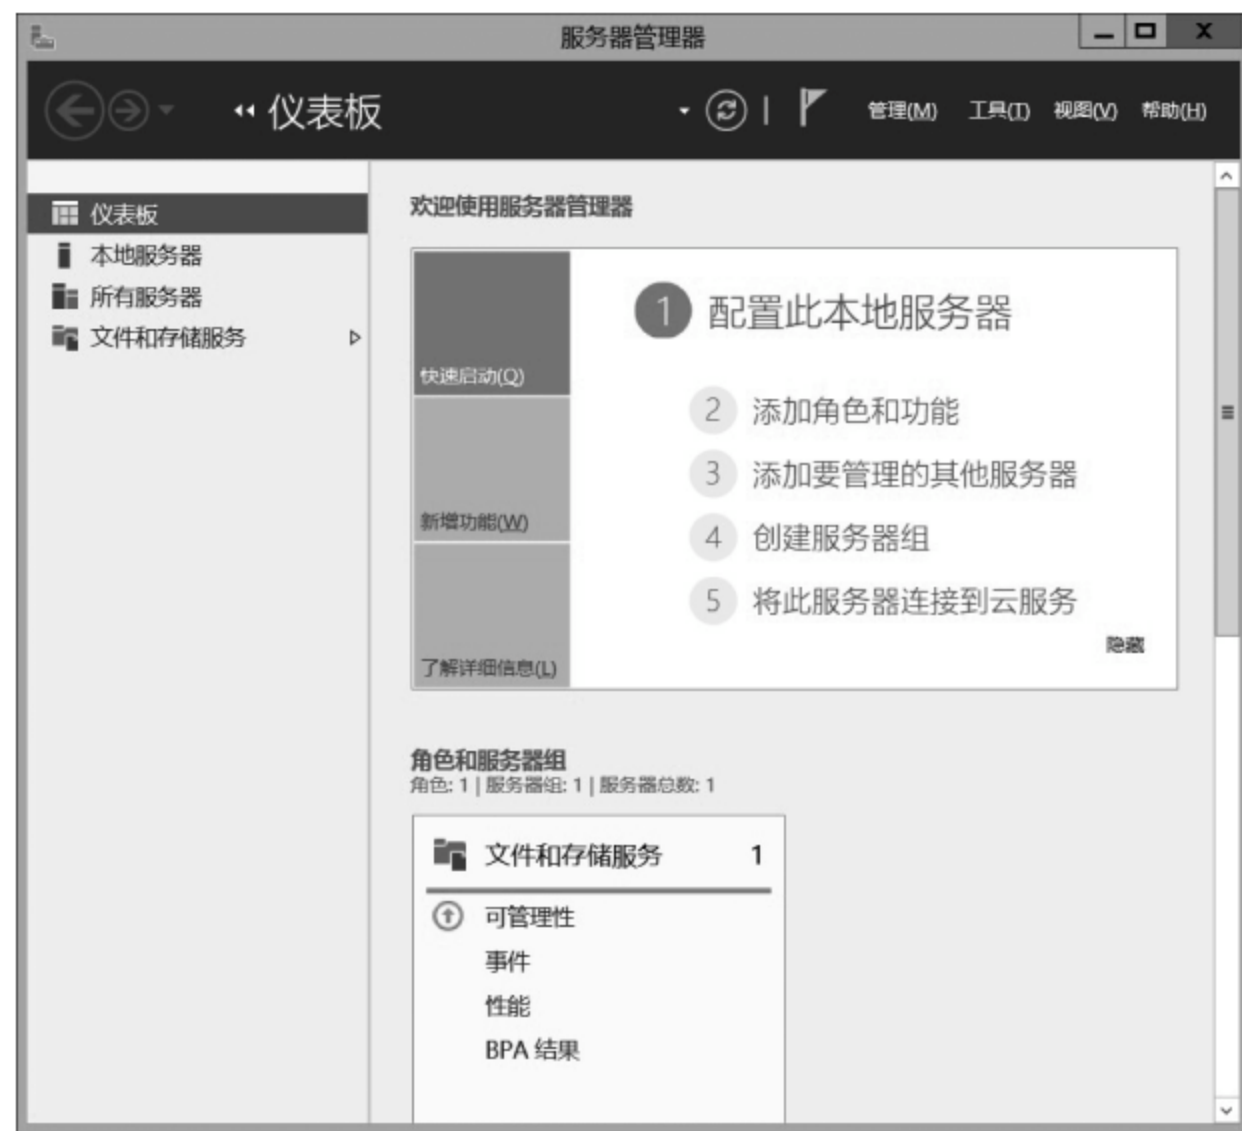 服务器管理器
仪表板
管理(M) 工具(T) 视图(V) 帮助(H)
仪表板
本地服务器
所有服务器
文件和存储服务
欢迎使用服务器管理器
快速启动(Q)
新增功能(W)
了解详细信息(L)
1 配置此本地服务器
2 添加角色和功能
3 添加要管理的其他服务器
4 创建服务器组
5 将此服务器连接到云服务
隐藏
角色和服务器组
角色: 1 | 服务器组: 1 | 服务器总数: 1
文件和存储服务 1
可管理性
事件
性能
BPA 结果